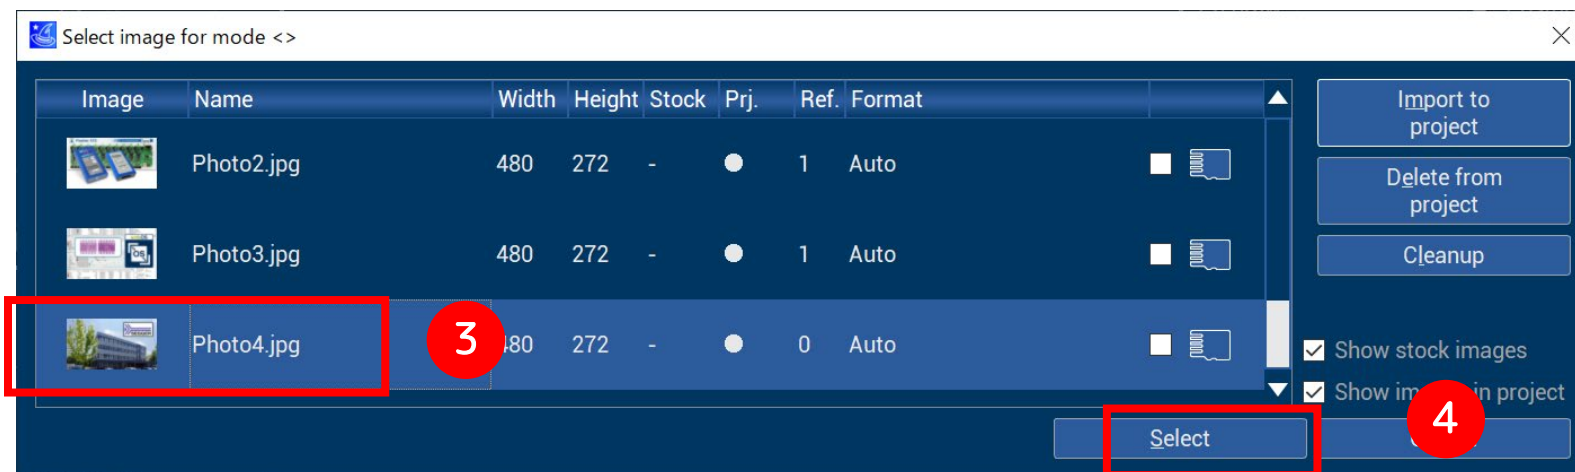 Select image for mode <>
Image Name Width Height Stock Prj. Ref. Format
Photo2.jpg 480 272 - 1 Auto
Photo3.jpg 480 272 - 1 Auto
Photo4.jpg 3 480 272 - 0 Auto
Import to
project
Delete from
project
Cleanup
Show stock images
Show in project
4
Select